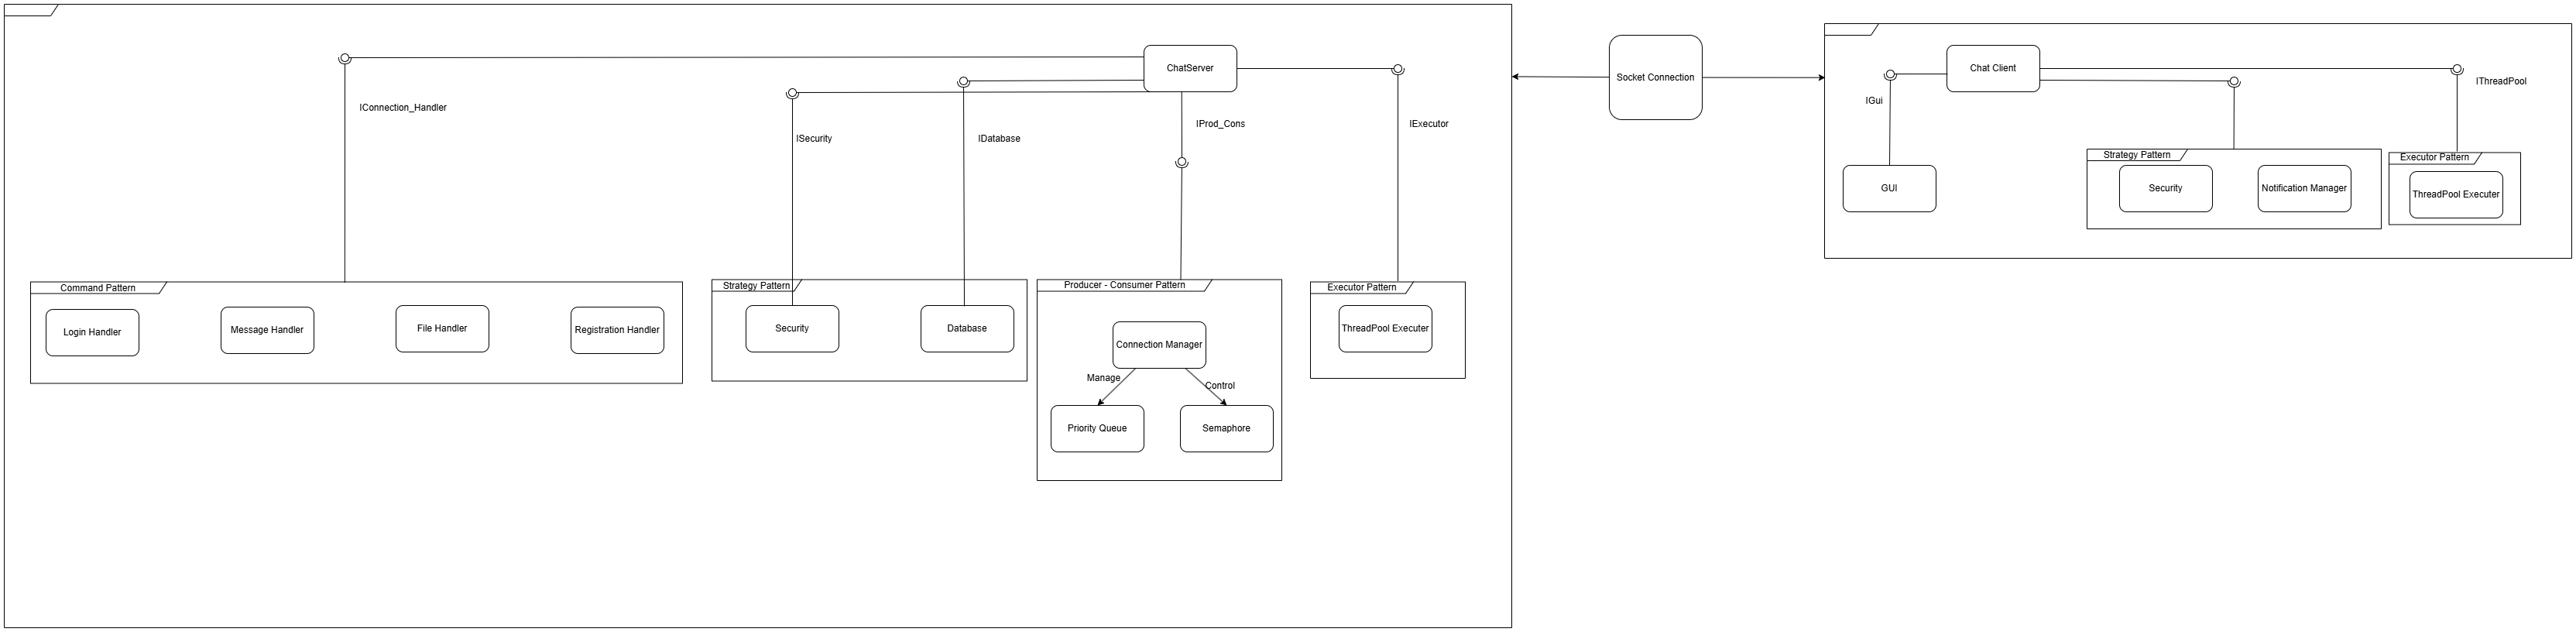 ChatServer
IConnection_Handler
ISecurity
IDatabase
IProd_Cons
IExecutor
Command Pattern
Login Handler
Message Handler
File Handler
Registration Handler
Strategy Pattern
Security
Database
Producer - Consumer Pattern
Connection Manager
Manage
Control
Priority Queue
Semaphore
Executor Pattern
ThreadPool Executer
Socket Connection
Chat Client
IGui
IThreadPool
GUI
Strategy Pattern
Security
Notification Manager
Executor Pattern
ThreadPool Executer